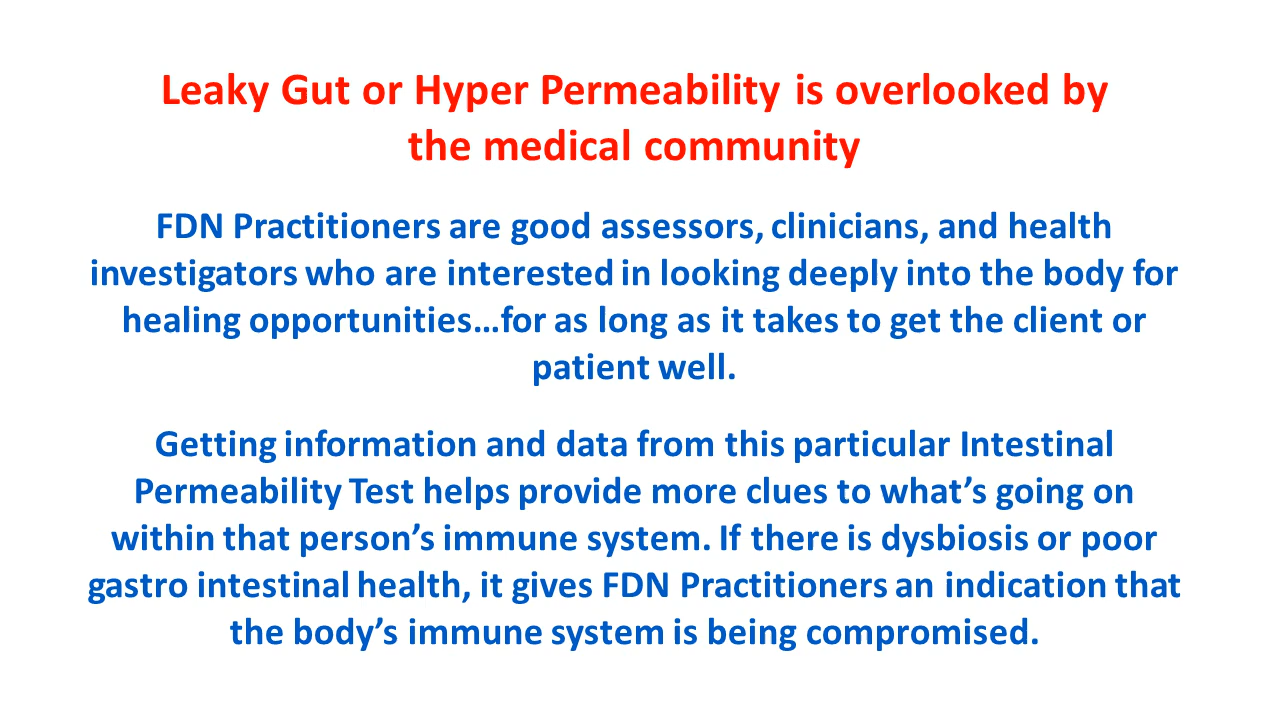 Leaky Gut or Hyper Permeability is overlooked by
the medical community
FDN Practitioners are good assessors, clinicians, and health
investigators who are interested in looking deeply into the body for
healing opportunities…for as long as it takes to get the client or
patient well.
Getting information and data from this particular Intestinal
Permeability Test helps provide more clues to what’s going on
within that person’s immune system. If there is dysbiosis or poor
gastro intestinal health, it gives FDN Practitioners an indication that
the body’s immune system is being compromised.